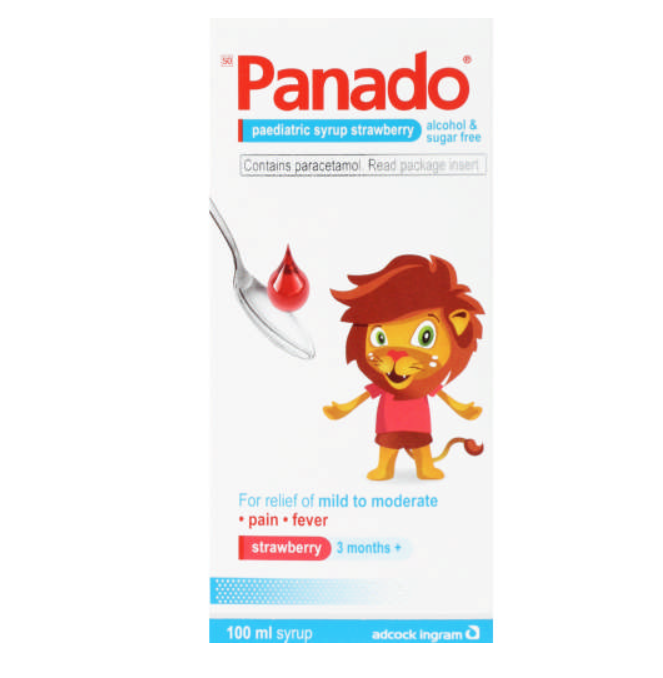 S0
Panado®
paediatric syrup strawberry
alcohol &
sugar free
Contains paracetamol. Read package insert
For relief of mild to moderate
• pain • fever
strawberry
3 months +
100 ml syrup
adcock ingram